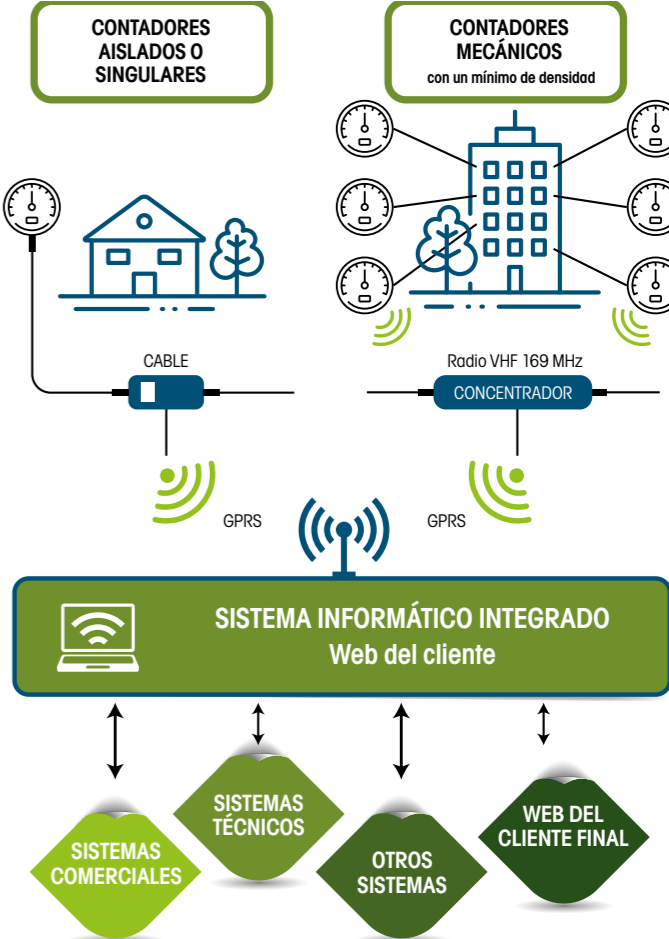 CONTADORES
AISLADOS O
SINGULARES
CONTADORES
MECÁNICOS
con un mínimo de densidad
CABLE
Radio VHF 169 MHz
CONCENTRADOR
GPRS
GPRS
SISTEMA INFORMÁTICO INTEGRADO
Web del cliente
SISTEMAS
COMERCIALES
SISTEMAS
TÉCNICOS
OTROS
SISTEMAS
WEB DEL
CLIENTE FINAL